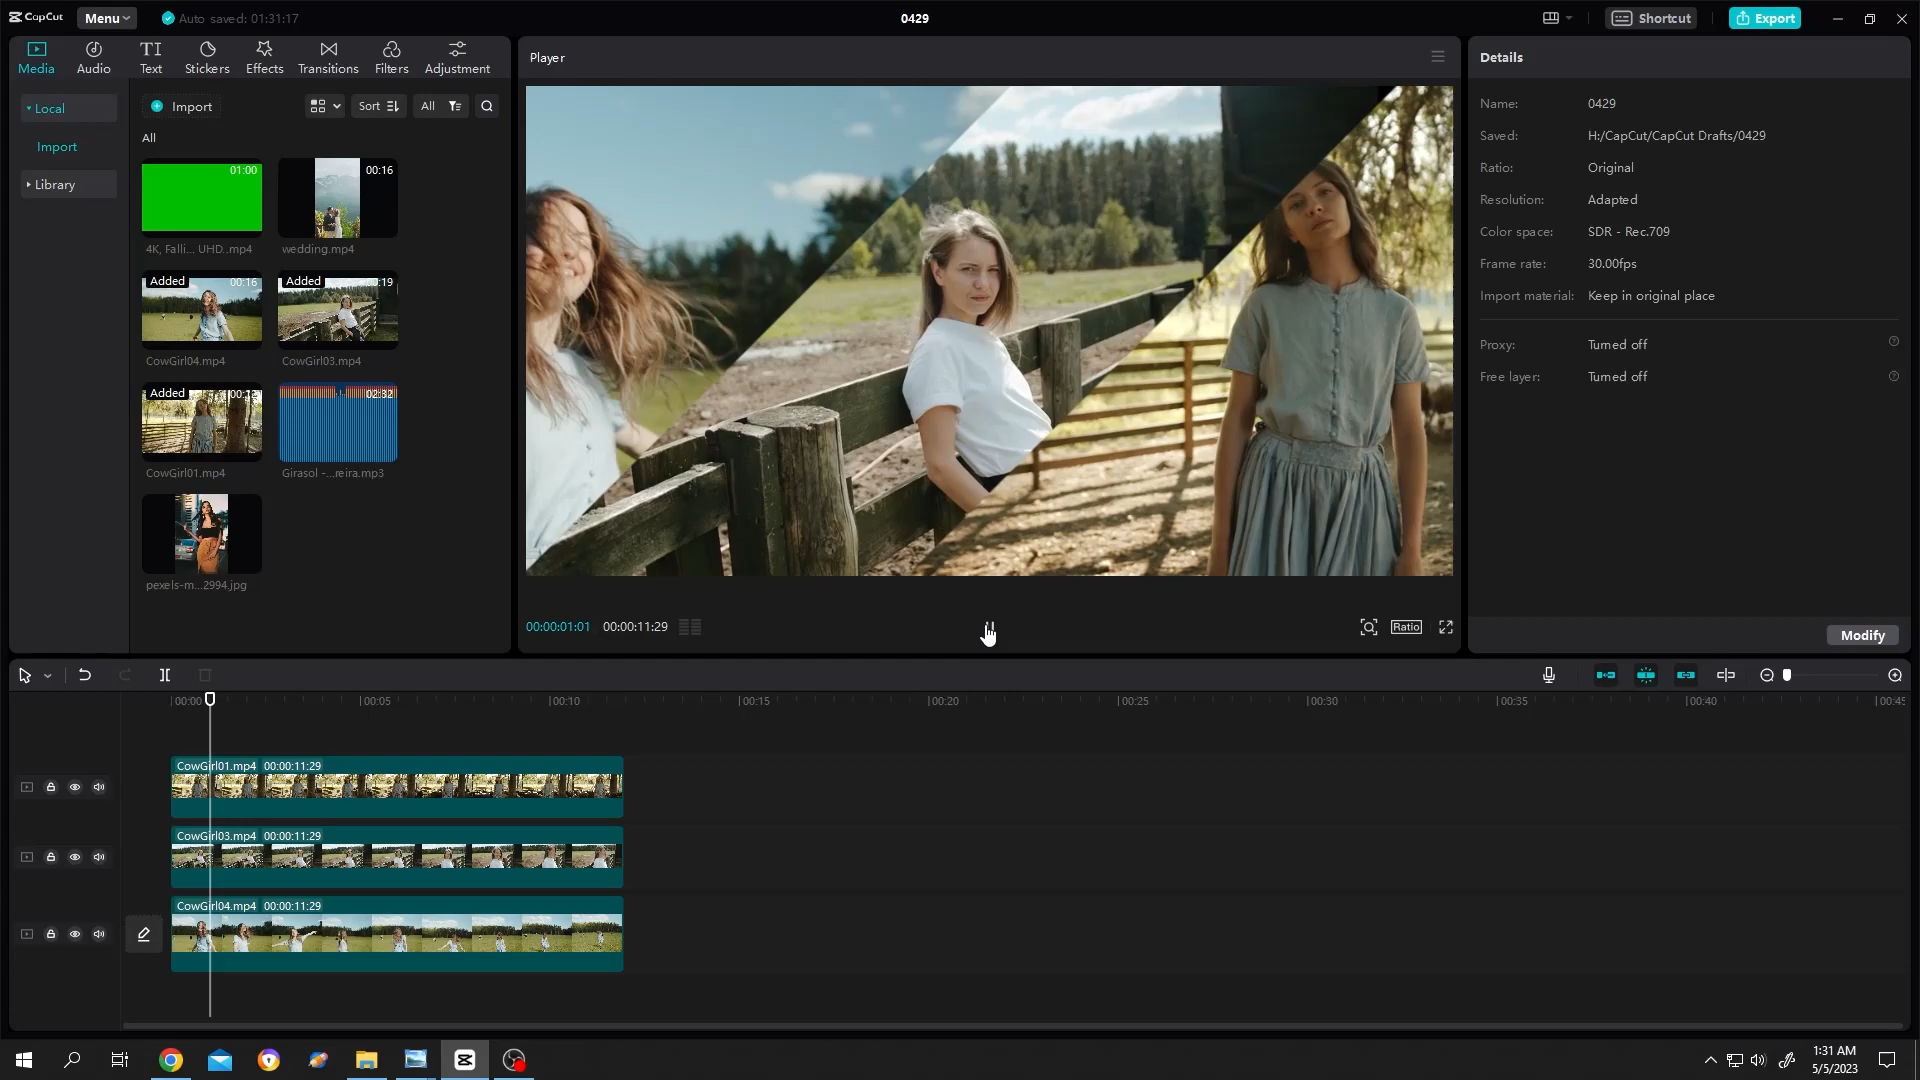 CapCut
Menu
Auto saved: 01:31:17
0429
Shortcut
Export
Media
Audio
TI
Text
Stickers
Effects
Transitions
Filters
Adjustment
Local
Import
Library
Import
Sort
All
All
01:00
4K, Falli... UHD..mp4
00:16
wedding.mp4
Added
00:16
CowGirl04.mp4
Added
00:19
CowGirl03.mp4
Added
00:12
CowGirl01.mp4
02:32
Girasol -...reira.mp3
pexels-m...2994.jpg
Player
00:00:01:01
00:00:11:29
Ratio
Details
Name: 0429
Saved: H:/CapCut/CapCut Drafts/0429
Ratio: Original
Resolution: Adapted
Color space: SDR - Rec.709
Frame rate: 30.00fps
Import material: Keep in original place
Proxy: Turned off
Free layer: Turned off
Modify
00:00
00:05
00:10
00:15
00:20
00:25
00:30
00:35
00:40
00:45
CowGirl01.mp4 00:00:11:29
CowGirl03.mp4 00:00:11:29
CowGirl04.mp4 00:00:11:29
1:31 AM
5/5/2023